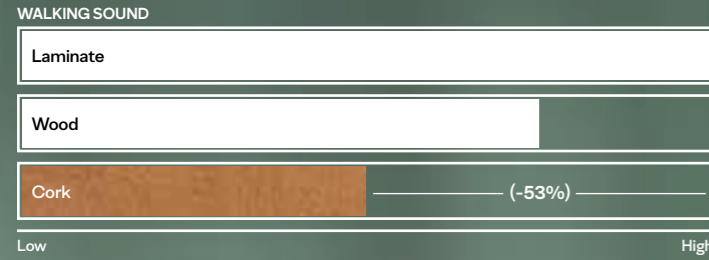 WALKING SOUND
Laminate
Wood
Cork
(-53%)
Low
High